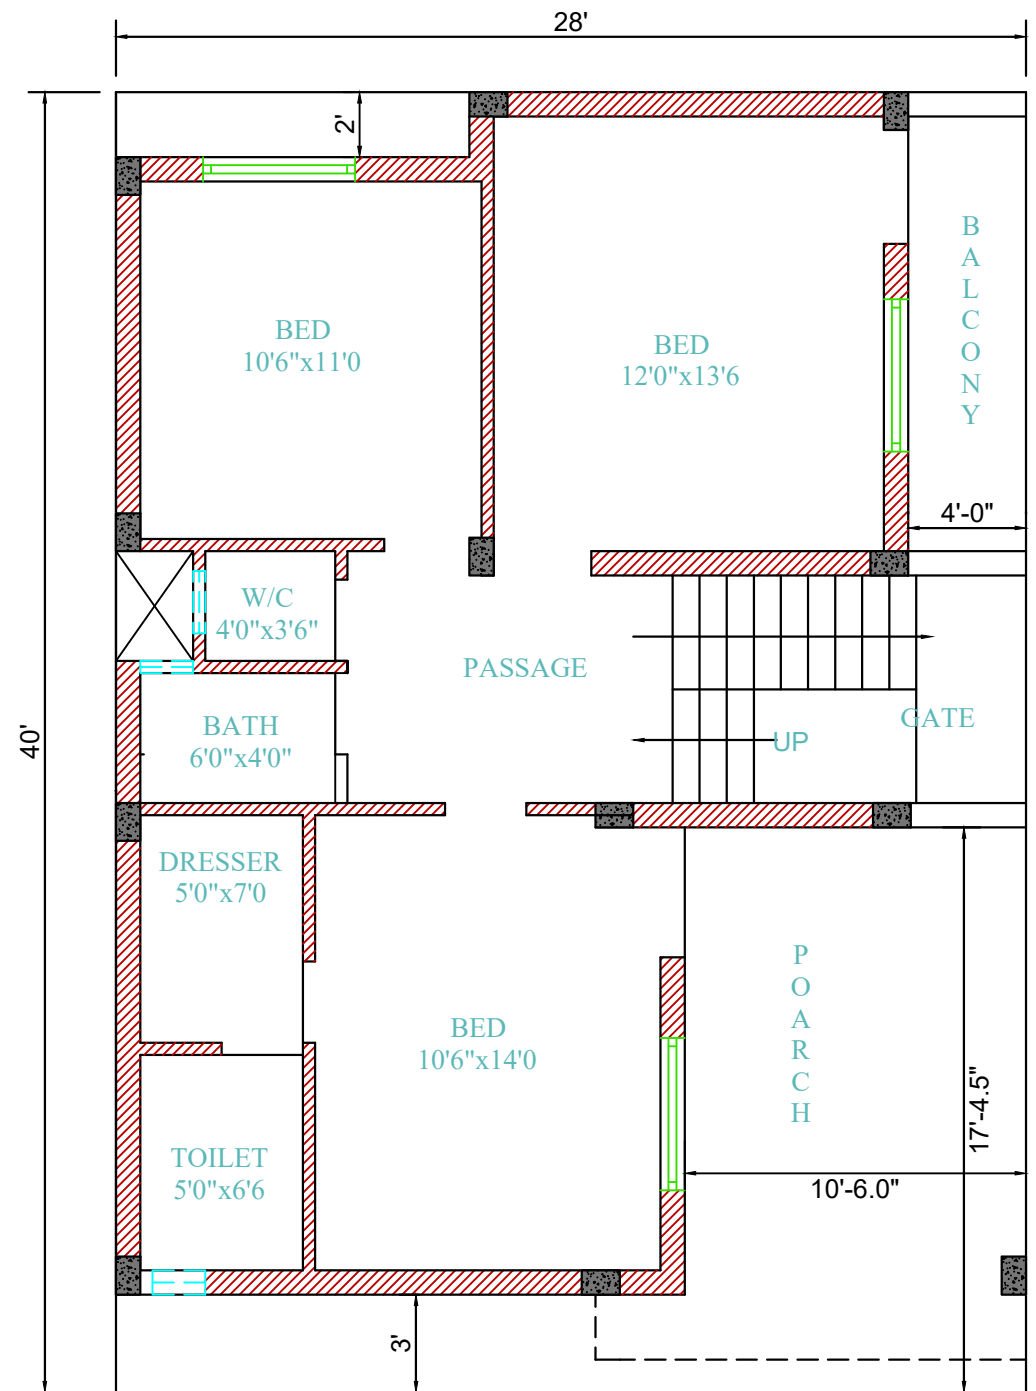 28'
2'
BED
10'6"x11'0
BED
12'0"x13'6
B
A
L
C
O
N
Y
4'-0"
W/C
4'0"x3'6"
PASSAGE
GATE
40'
BATH
6'0"x4'0"
UP
DRESSER
5'0"x7'0
BED
10'6"x14'0
P
O
A
R
C
H
17'-4.5"
TOILET
5'0"x6'6
10'-6.0"
3'